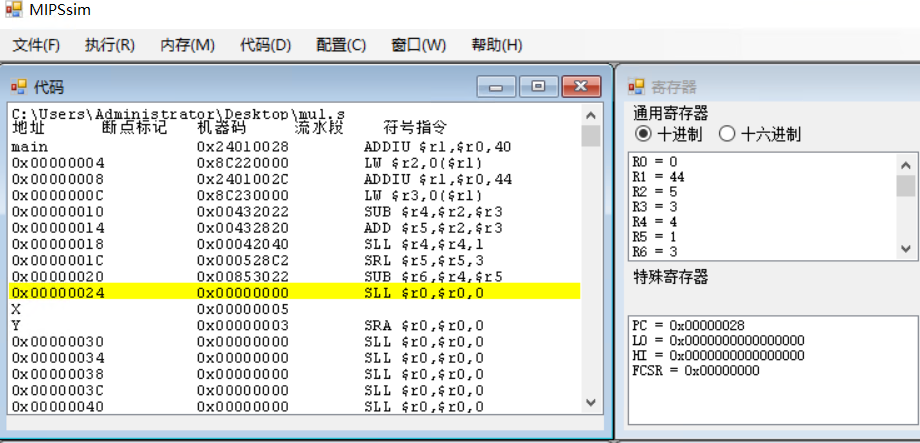 MIPSsim
文件(F) 执行(R) 内存(M) 代码(D) 配置(C) 窗口(W) 帮助(H)
代码
C:\Users\Administrator\Desktop\mul.s
地址 断点标记 机器码 流水段 符号指令
main 0x24010028 ADDIU $r1,$r0,40
0x00000004 0x8C220000 LW $r2,0($r1)
0x00000008 0x2401002C ADDIU $r1,$r0,44
0x0000000C 0x8C230000 LW $r3,0($r1)
0x00000010 0x00432022 SUB $r4,$r2,$r3
0x00000014 0x00432820 ADD $r5,$r2,$r3
0x00000018 0x00042040 SLL $r4,$r4,1
0x0000001C 0x000528C2 SRL $r5,$r5,3
0x00000020 0x00853022 SUB $r6,$r4,$r5
0x00000024 0x00000000 SLL $r0,$r0,0
X 0x00000005
Y 0x00000003 SRA $r0,$r0,0
0x00000030 0x00000000 SLL $r0,$r0,0
0x00000034 0x00000000 SLL $r0,$r0,0
0x00000038 0x00000000 SLL $r0,$r0,0
0x0000003C 0x00000000 SLL $r0,$r0,0
0x00000040 0x00000000 SLL $r0,$r0,0
寄存器
通用寄存器
十进制 十六进制
R0 = 0
R1 = 44
R2 = 5
R3 = 3
R4 = 4
R5 = 1
R6 = 3
特殊寄存器
PC = 0x00000028
LO = 0x0000000000000000
HI = 0x0000000000000000
FCSR = 0x00000000